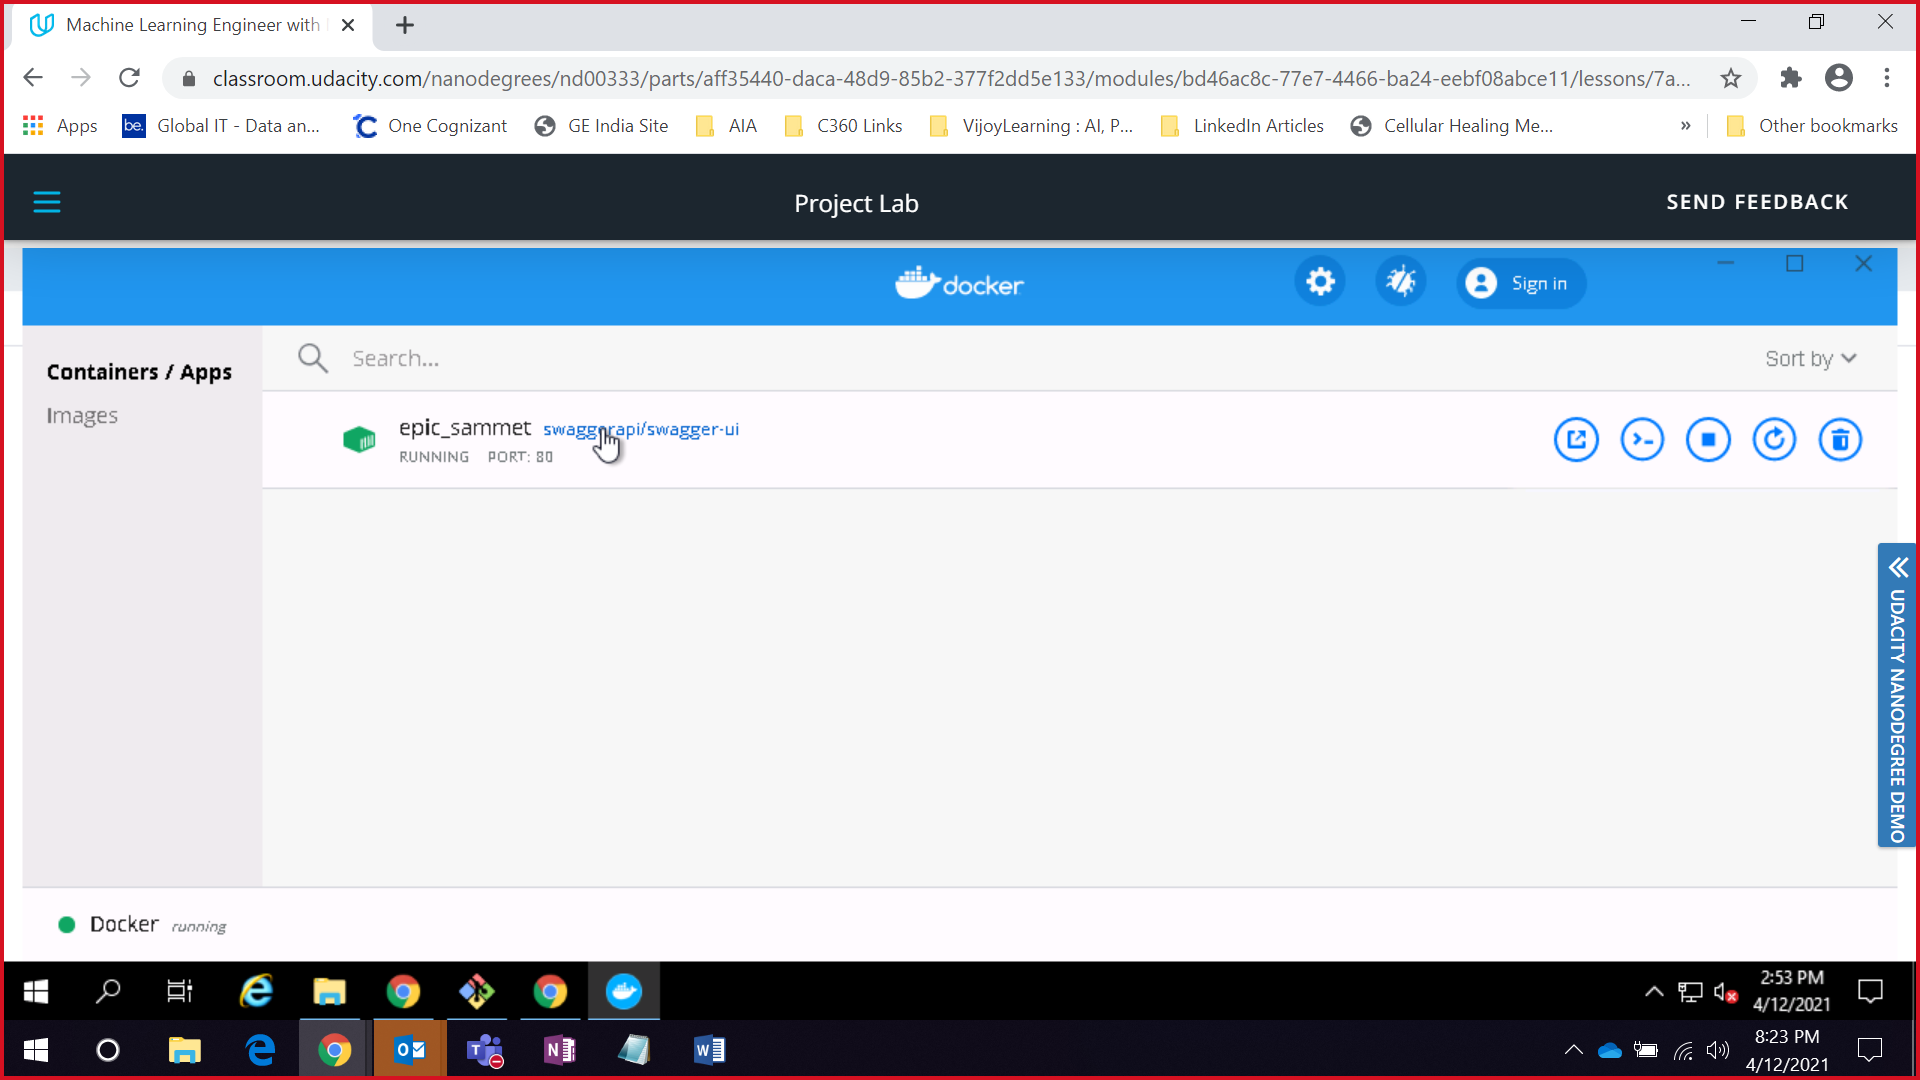 Machine Learning Engineer with
classroom.udacity.com/nanodegrees/nd00333/parts/aff35440-daca-48d9-85b2-377f2dd5e133/modules/bd46ac8c-77e7-4466-ba24-eebf08abce11/lessons/7a...
Apps
be. Global IT - Data an...
One Cognizant
GE India Site
AIA
C360 Links
VijoyLearning : AI, P...
LinkedIn Articles
Cellular Healing Me...
»
Other bookmarks
Project Lab
SEND FEEDBACK
docker
Sign in
Containers / Apps
Images
Search...
Sort by
epic_sammet swaggerapi/swagger-ui
RUNNING PORT: 80
UDACITY NANODEGREE DEMO
Docker running
2:53 PM
4/12/2021
8:23 PM
4/12/2021